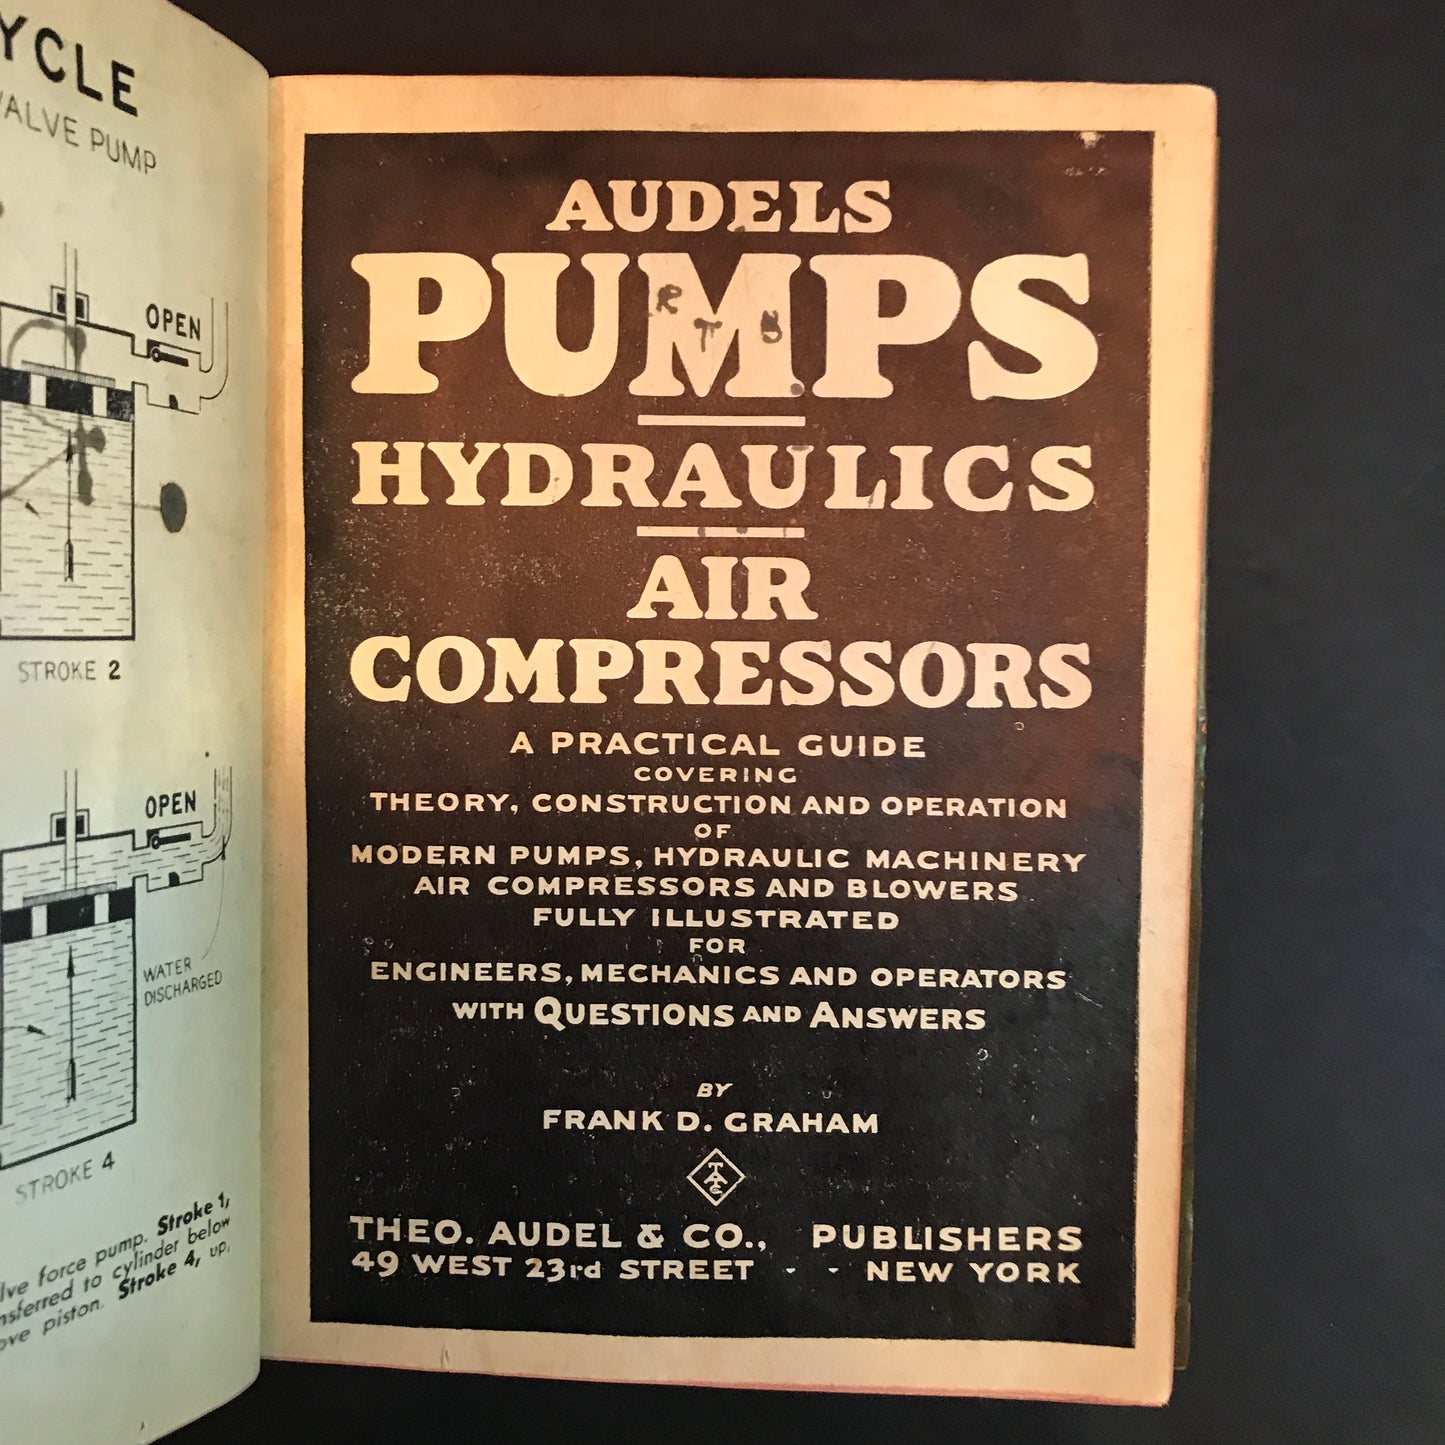 YCLE
VALVE PUMP
OPEN
STROKE 2
OPEN
WATER
DISCHARGED
STROKE 4
lve force pump. Stroke 1,
nsferred to cylinder below
ove piston. Stroke 4, up,
AUDELS
PUMPS
R T
HYDRAULICS
AIR
COMPRESSORS
A PRACTICAL GUIDE
COVERING
THEORY, CONSTRUCTION AND OPERATION
OF
MODERN PUMPS, HYDRAULIC MACHINERY
AIR COMPRESSORS AND BLOWERS
FULLY ILLUSTRATED
FOR
ENGINEERS, MECHANICS AND OPERATORS
WITH QUESTIONS AND ANSWERS
BY
FRANK D. GRAHAM
THEO. AUDEL & CO., PUBLISHERS
49 WEST 23rd STREET - - NEW YORK